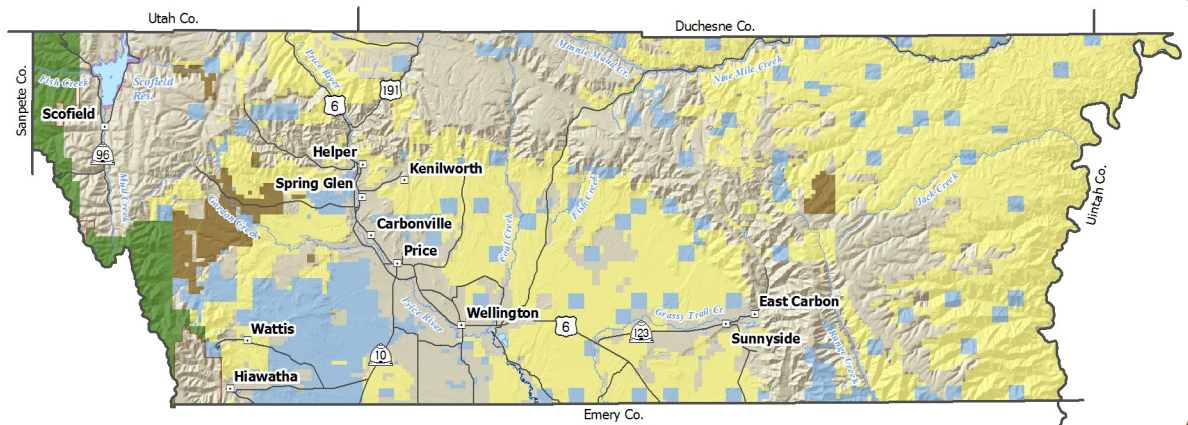 Utah Co.
Duchesne Co.
Sanpete Co.
Uintah Co.
Emery Co.
Fish Creek
Scofield
Res.
Scofield
96
Mud Creek
Price River
6
191
Minnie Maud Cr.
Nine Mile Creek
Helper
Kenilworth
Spring Glen
Gordon Creek
Carbonville
Price
Coal Creek
Fish Creek
Jack Creek
Price River
Wellington
6
Grassy Trail Cr.
123
East Carbon
Sunnyside
Range Creek
Wattis
10
Hiawatha